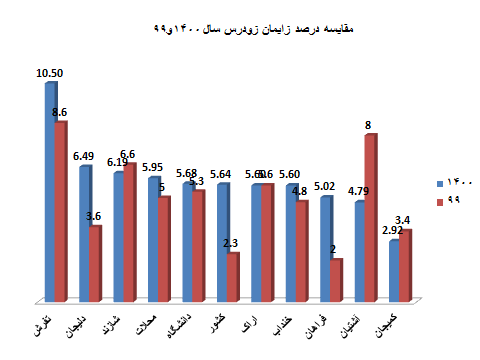 مقایسه درصد زایمان زودرس سال ۱۴۰۰و۹۹
10.50
8.6
6.49
3.6
6.19
6.6
5.95
5
5.68
5.3
5.64
2.3
5.60
5.6
5.60
4.8
5.02
2
4.79
8
2.92
3.4
۱۴۰۰
۹۹
تفرش
دلیجان
شازند
محلات
دانشگاه
کشور
اراک
خنداب
فراهان
آشتیان
کمیجان